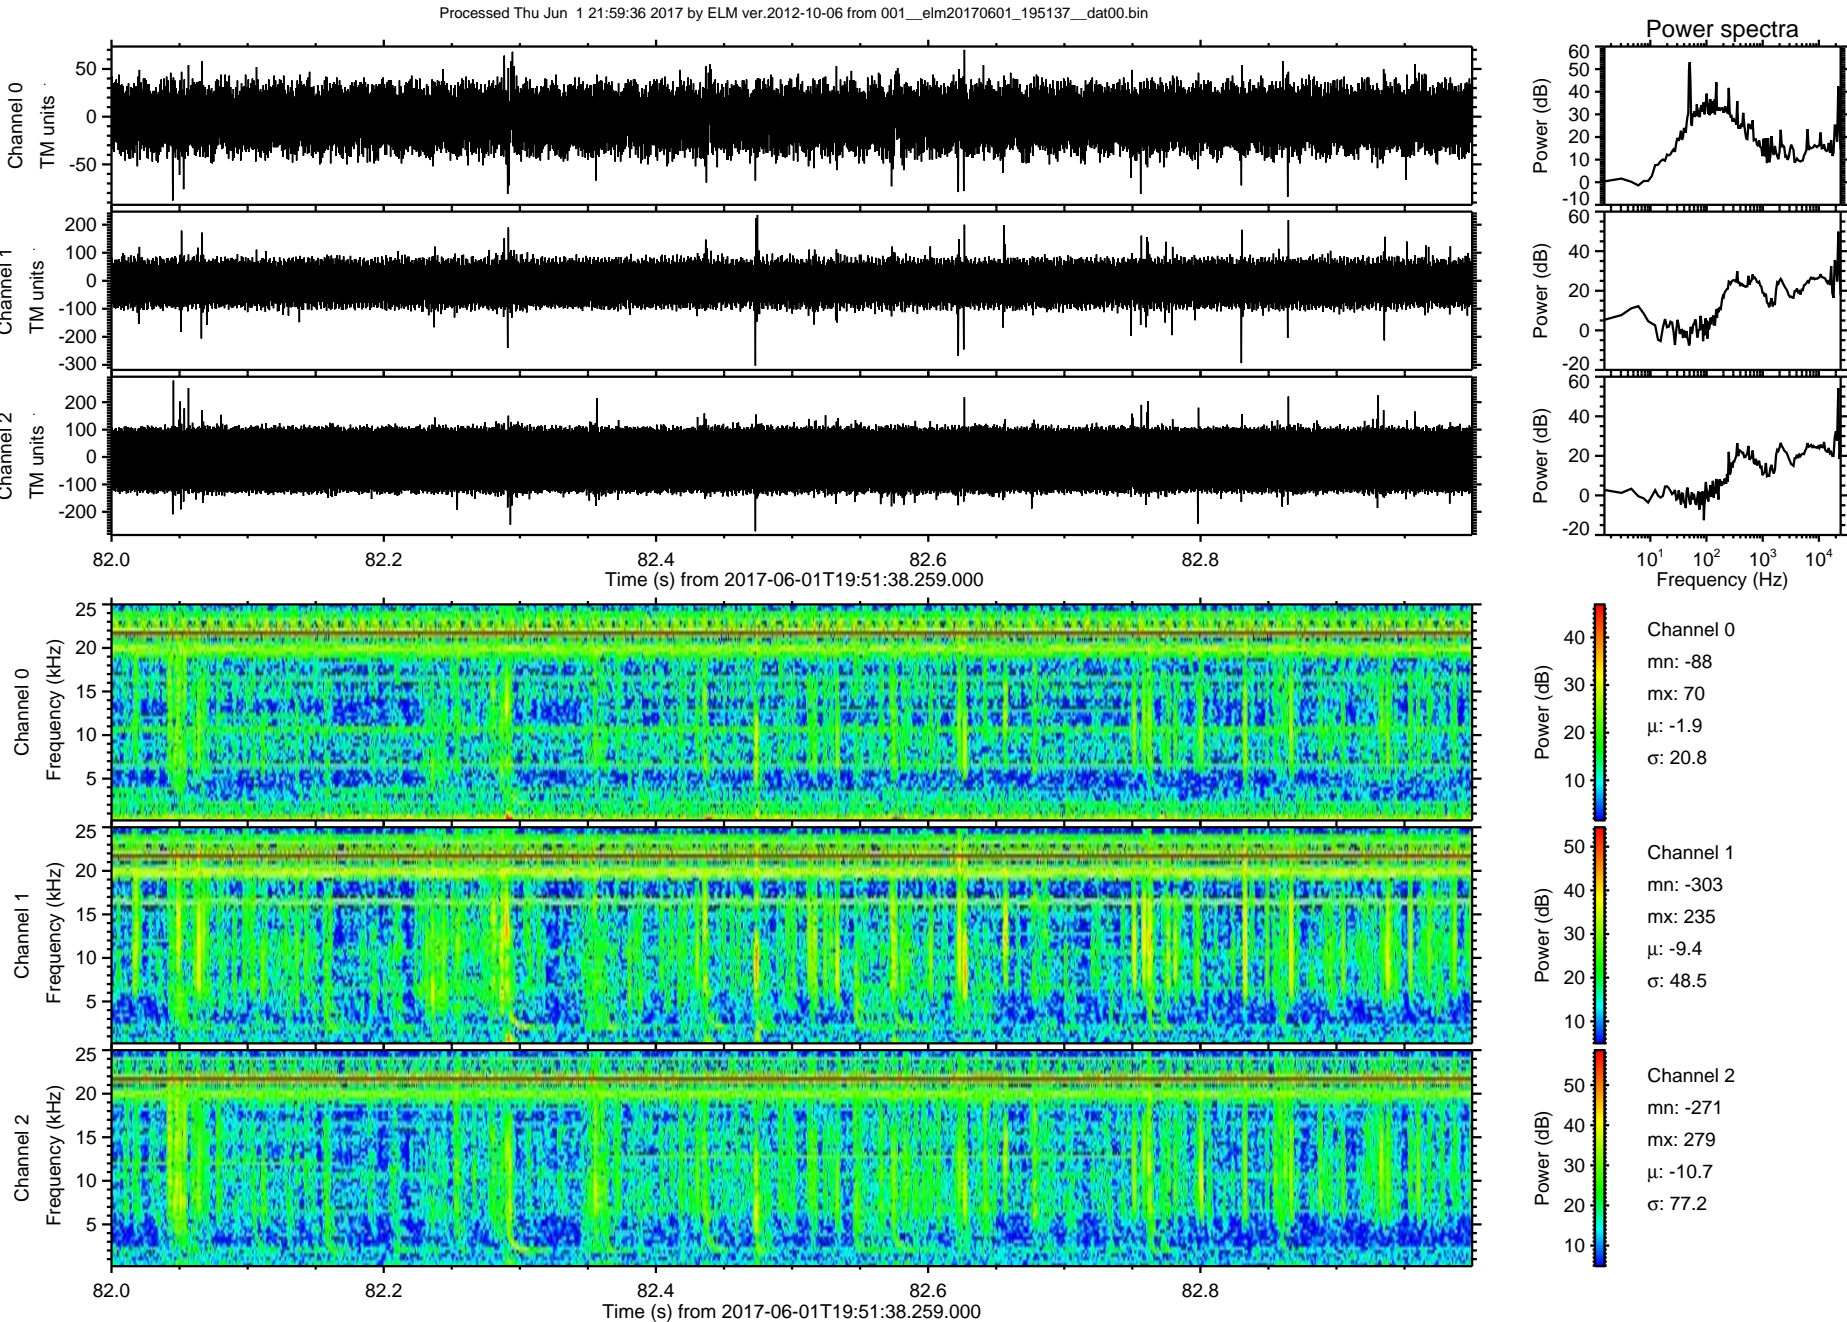 Processed Thu Jun 1 21:59:36 2017 by ELM ver.2012-10-06 from 001__elm20170601_195137__dat00.bin
Power spectra
Channel 0
TM units
50
0
-50
Power (dB)
60
50
40
30
20
10
0
-10
Channel 1
TM units
200
100
0
-100
-200
-300
Power (dB)
60
40
20
0
-20
Channel 2
TM units
200
100
0
-100
-200
Power (dB)
60
40
20
0
-20
82.0 82.2 82.4 82.6 82.8
Time (s) from 2017-06-01T19:51:38.259.000
10¹ 10² 10³ 10⁴
Frequency (Hz)
Channel 0
Frequency (kHz)
25
20
15
10
5
Power (dB)
40
30
20
10
Channel 0
mn: -88
mx: 70
μ: -1.9
σ: 20.8
Channel 1
Frequency (kHz)
25
20
15
10
5
Power (dB)
50
40
30
20
10
Channel 1
mn: -303
mx: 235
μ: -9.4
σ: 48.5
Channel 2
Frequency (kHz)
25
20
15
10
5
Power (dB)
50
40
30
20
10
Channel 2
mn: -271
mx: 279
μ: -10.7
σ: 77.2
82.0 82.2 82.4 82.6 82.8
Time (s) from 2017-06-01T19:51:38.259.000